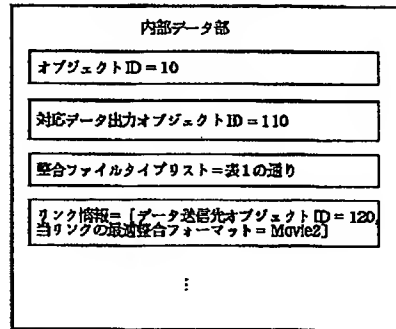 内部データ部
オブジェクトID=10
対応データ出力オブジェクトID=110
整合ファイルタイプリスト=表1の通り
リンク情報=[データ送信先オブジェクトID=120,
当リンクの最適整合フォーマット=Movie2]
⋮